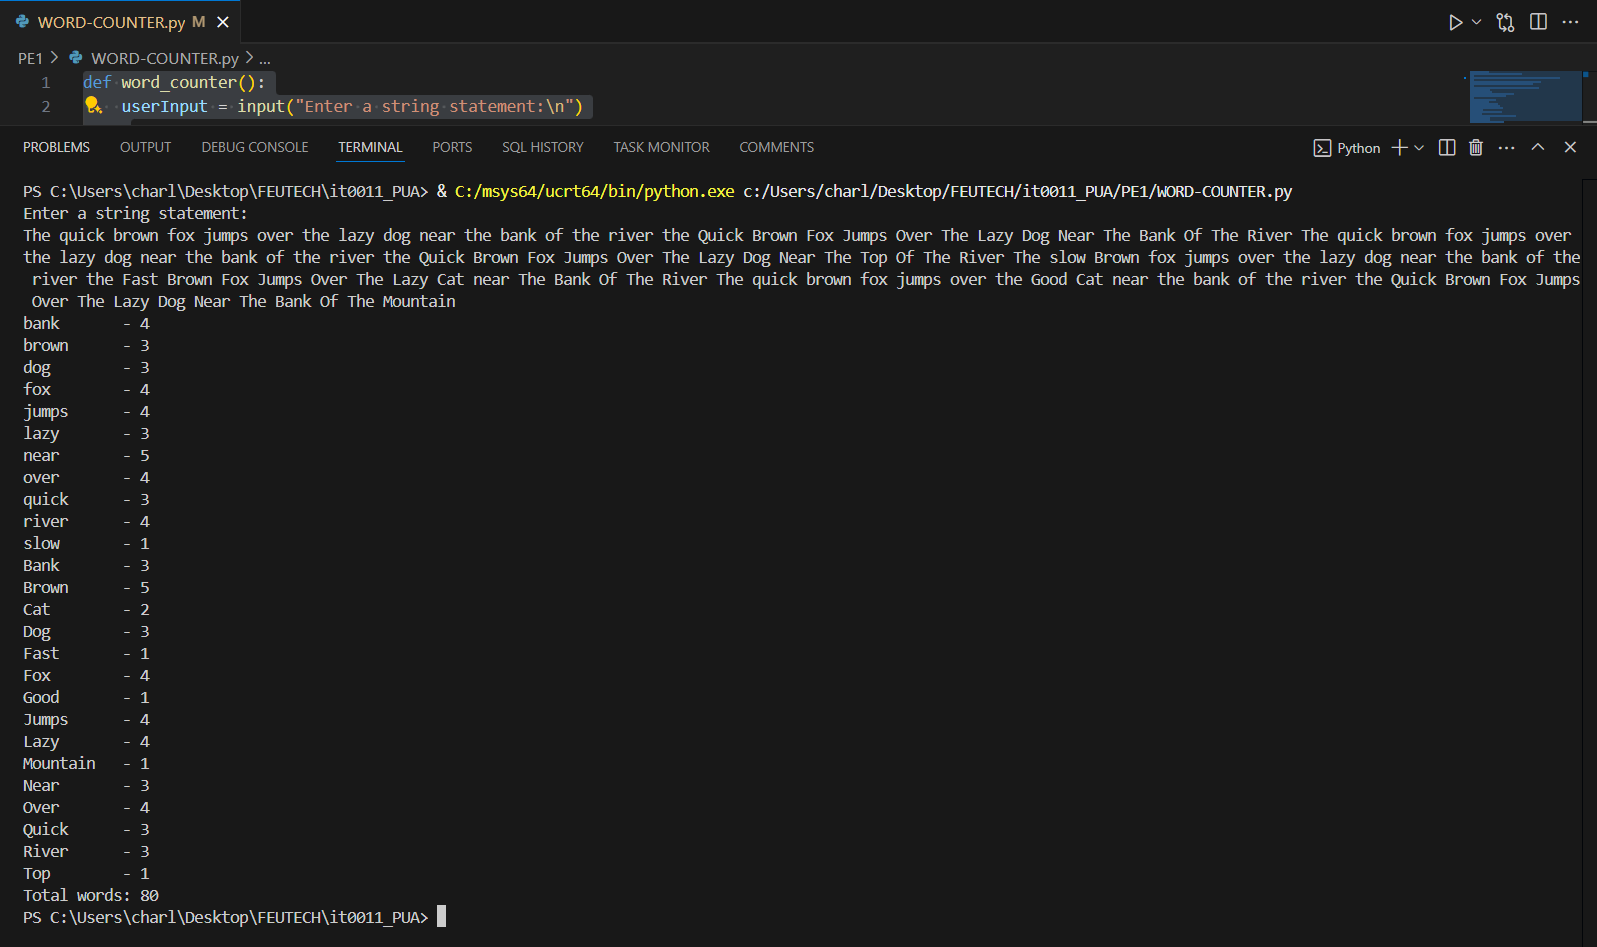 WORD-COUNTER.py M
PE1 > WORD-COUNTER.py > ...
1 def word_counter():
2 userInput = input("Enter a string statement:\n")
PROBLEMS OUTPUT DEBUG CONSOLE TERMINAL PORTS SQL HISTORY TASK MONITOR COMMENTS Python
PS C:\Users\charl\Desktop\FEUTECH\it0011_PUA> & C:/msys64/ucrt64/bin/python.exe c:/Users/charl/Desktop/FEUTECH/it0011_PUA/PE1/WORD-COUNTER.py
Enter a string statement:
The quick brown fox jumps over the lazy dog near the bank of the river the Quick Brown Fox Jumps Over The Lazy Dog Near The Bank Of The River The quick brown fox jumps over
the lazy dog near the bank of the river the Quick Brown Fox Jumps Over The Lazy Dog Near The Top Of The River The slow Brown fox jumps over the lazy dog near the bank of the
river the Fast Brown Fox Jumps Over The Lazy Cat near The Bank Of The River The quick brown fox jumps over the Good Cat near the bank of the river the Quick Brown Fox Jumps
Over The Lazy Dog Near The Bank Of The Mountain
bank - 4
brown - 3
dog - 3
fox - 4
jumps - 4
lazy - 3
near - 5
over - 4
quick - 3
river - 4
slow - 1
Bank - 3
Brown - 5
Cat - 2
Dog - 3
Fast - 1
Fox - 4
Good - 1
Jumps - 4
Lazy - 4
Mountain - 1
Near - 3
Over - 4
Quick - 3
River - 3
Top - 1
Total words: 80
PS C:\Users\charl\Desktop\FEUTECH\it0011_PUA>